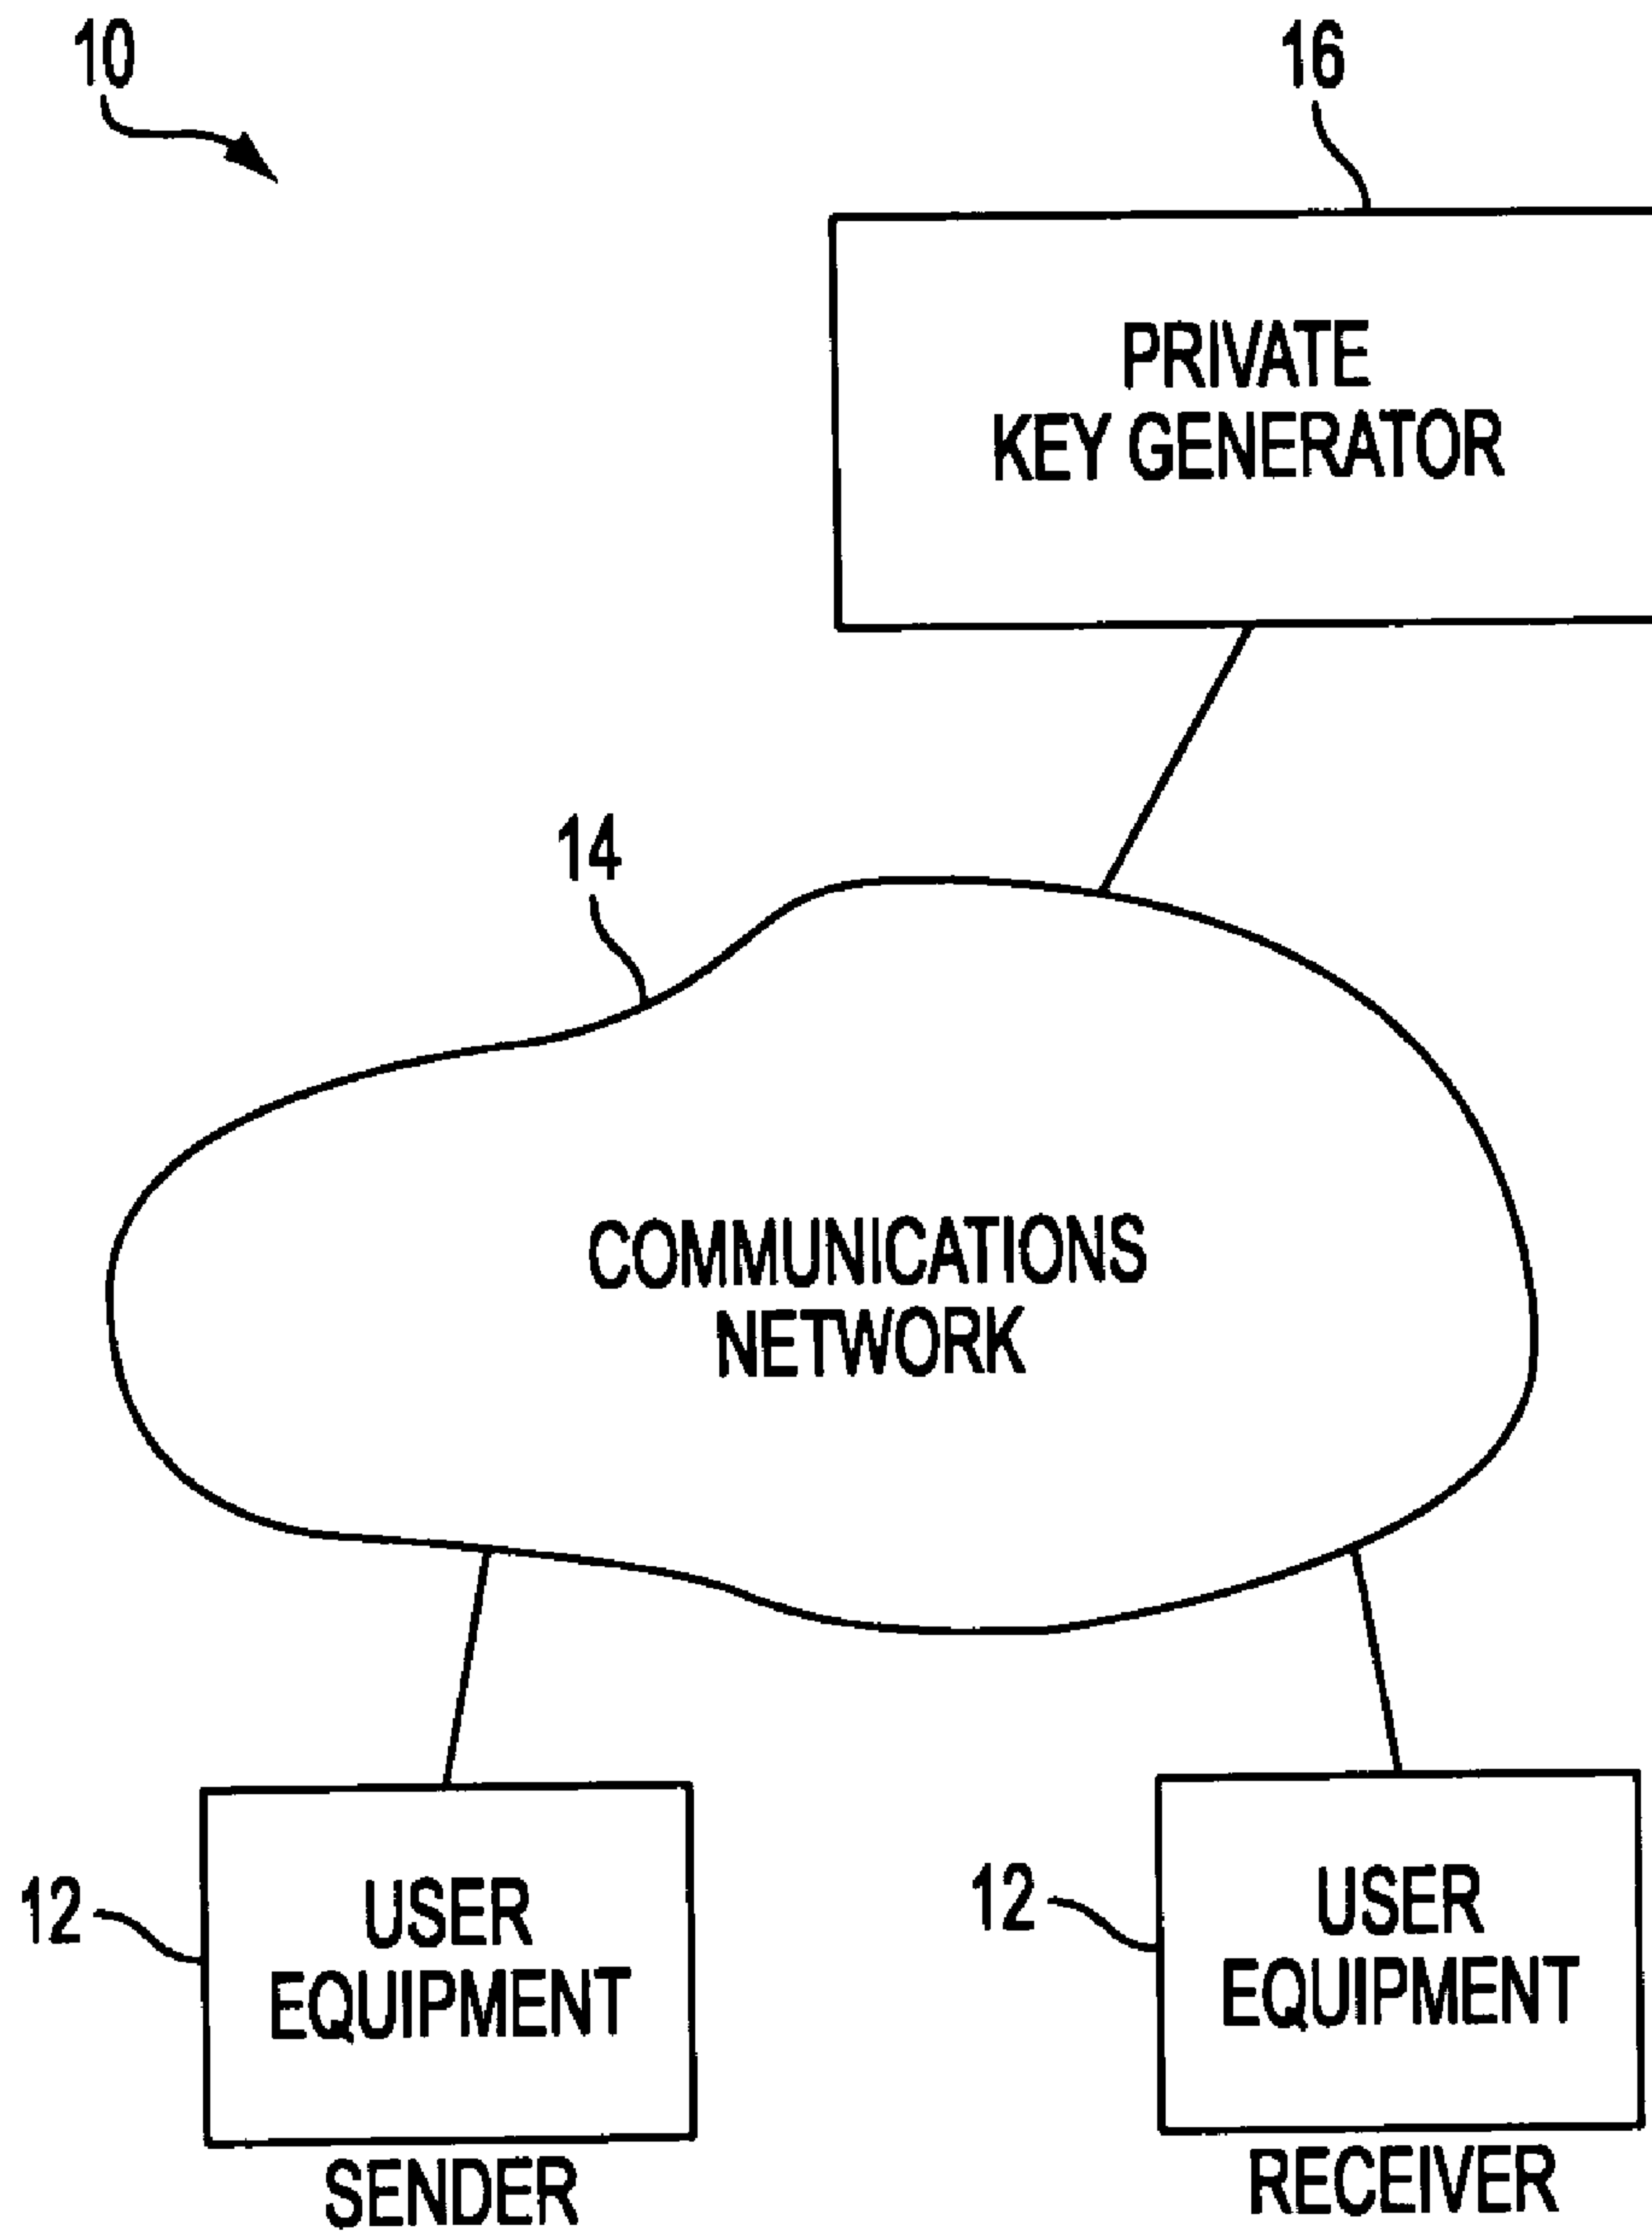 10
16
PRIVATE
KEY GENERATOR
14
COMMUNICATIONS
NETWORK
12
USER
EQUIPMENT
SENDER
12
USER
EQUIPMENT
RECEIVER